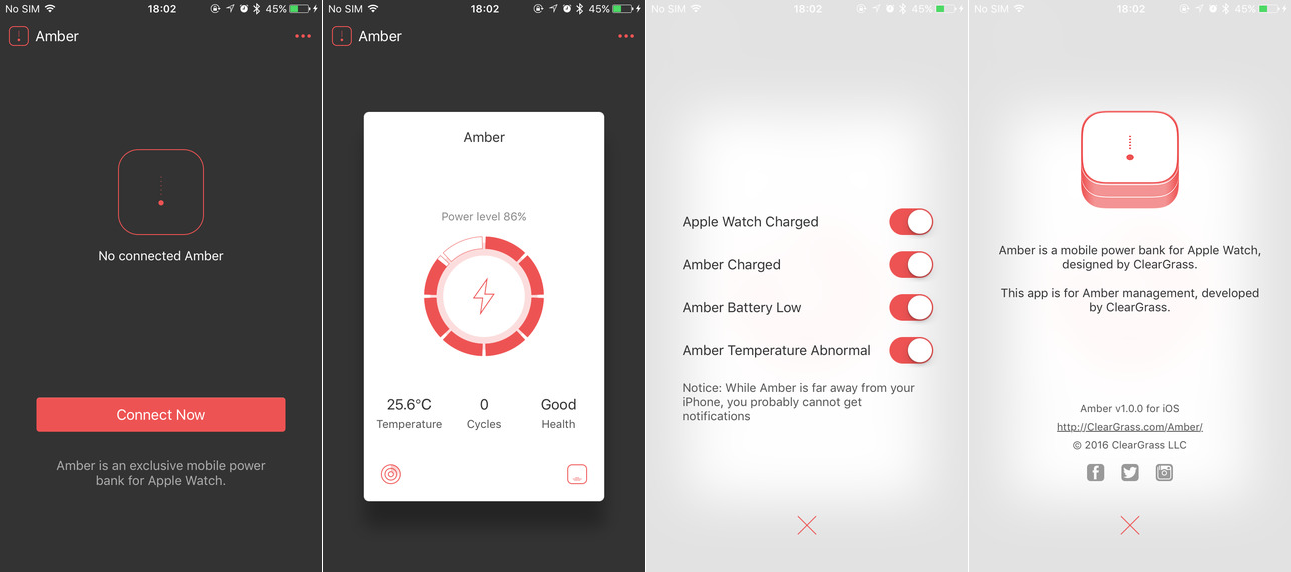 No SIM 18:02 45%
Amber
No connected Amber
Connect Now
Amber is an exclusive mobile power
bank for Apple Watch.
No SIM 18:02 45%
Amber
Amber
Power level 86%
25.6°C 0 Good
Temperature Cycles Health
No SIM 18:02 45%
Apple Watch Charged
Amber Charged
Amber Battery Low
Amber Temperature Abnormal
Notice: While Amber is far away from your
iPhone, you probably cannot get
notifications
No SIM 18:02 45%
Amber is a mobile power bank for Apple Watch,
designed by ClearGrass.
This app is for Amber management, developed
by ClearGrass.
Amber v1.0.0 for iOS
http://ClearGrass.com/Amber/
© 2016 ClearGrass LLC